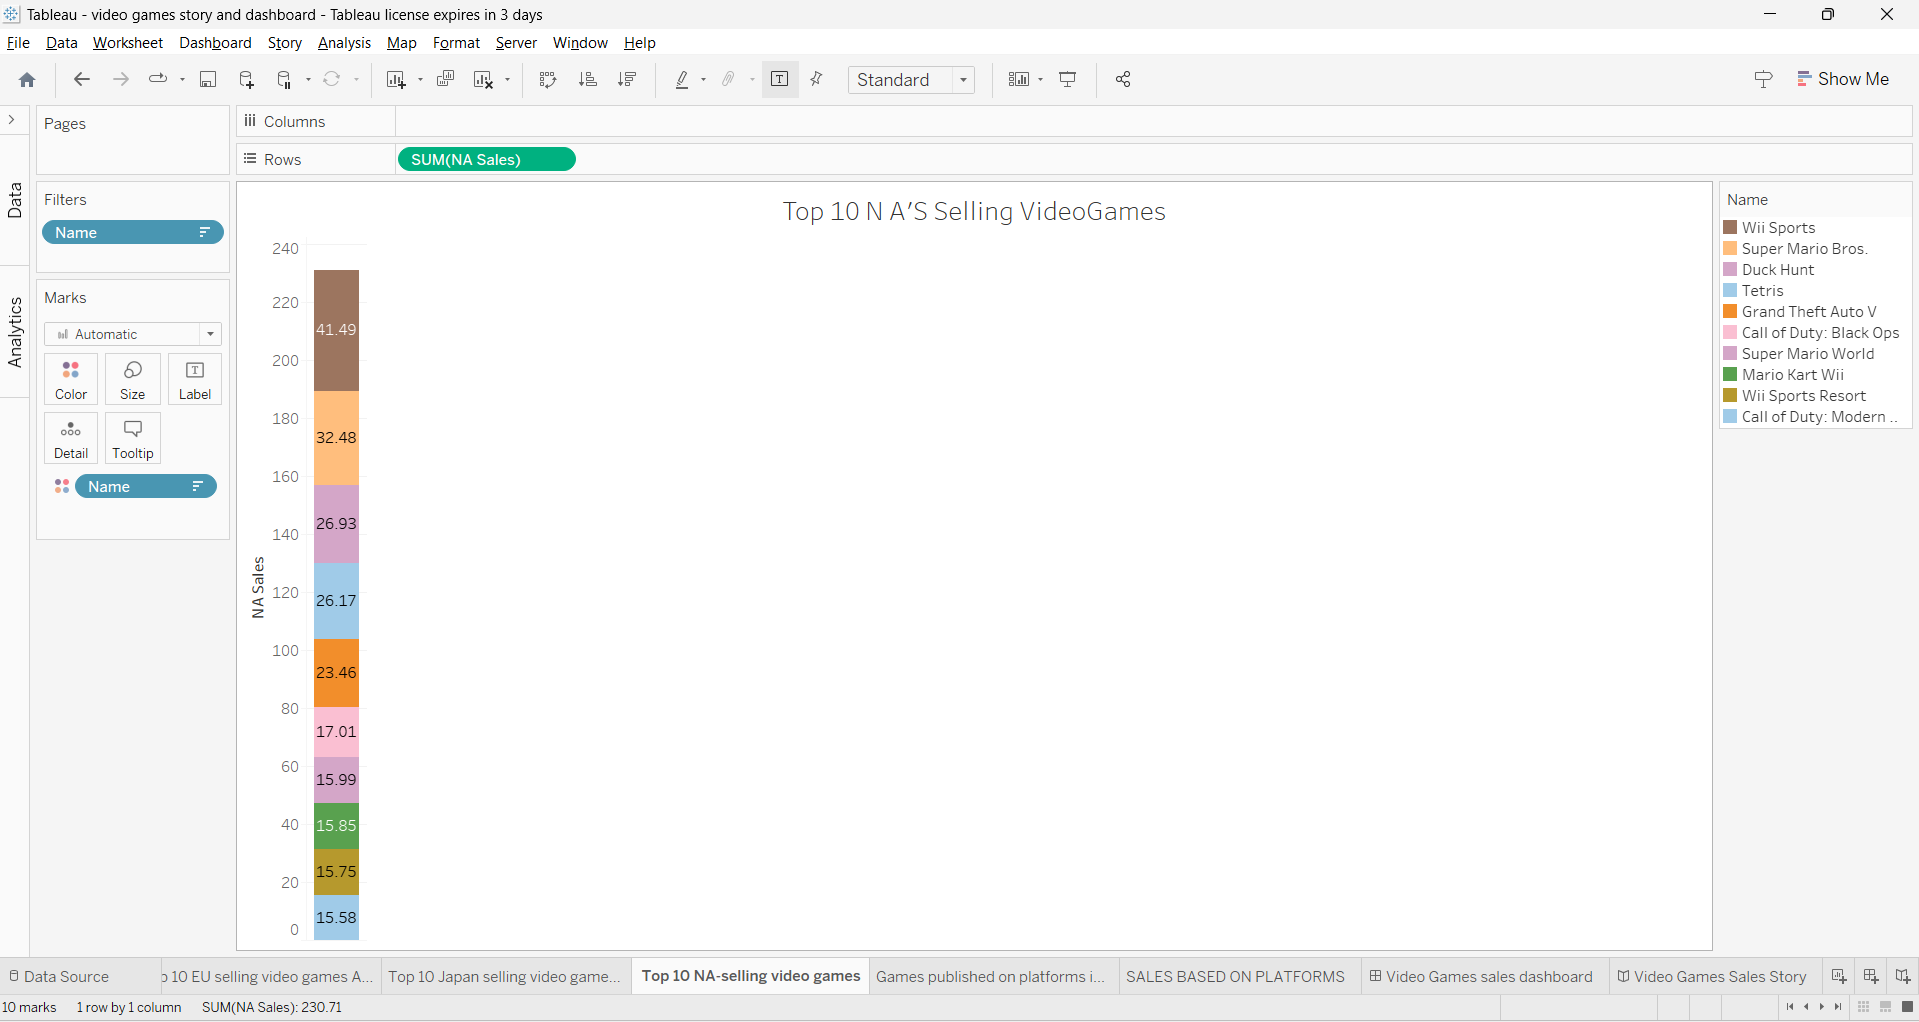 Tableau - video games story and dashboard - Tableau license expires in 3 days
File Data Worksheet Dashboard Story Analysis Map Format Server Window Help
Standard
Show Me
Pages
Columns
Rows
SUM(NA Sales)
Data
Analytics
Filters
Name
Marks
Automatic
Color Size Label
Detail Tooltip
Name
Top 10 N A'S Selling VideoGames
NA Sales
240
220
200
180
160
140
120
100
80
60
40
20
0
41.49
32.48
26.93
26.17
23.46
17.01
15.99
15.85
15.75
15.58
Name
Wii Sports
Super Mario Bros.
Duck Hunt
Tetris
Grand Theft Auto V
Call of Duty: Black Ops
Super Mario World
Mario Kart Wii
Wii Sports Resort
Call of Duty: Modern ..
Data Source
p 10 EU selling video games A...
Top 10 Japan selling video game...
Top 10 NA-selling video games
Games published on platforms i...
SALES BASED ON PLATFORMS
Video Games sales dashboard
Video Games Sales Story
10 marks 1 row by 1 column SUM(NA Sales): 230.71